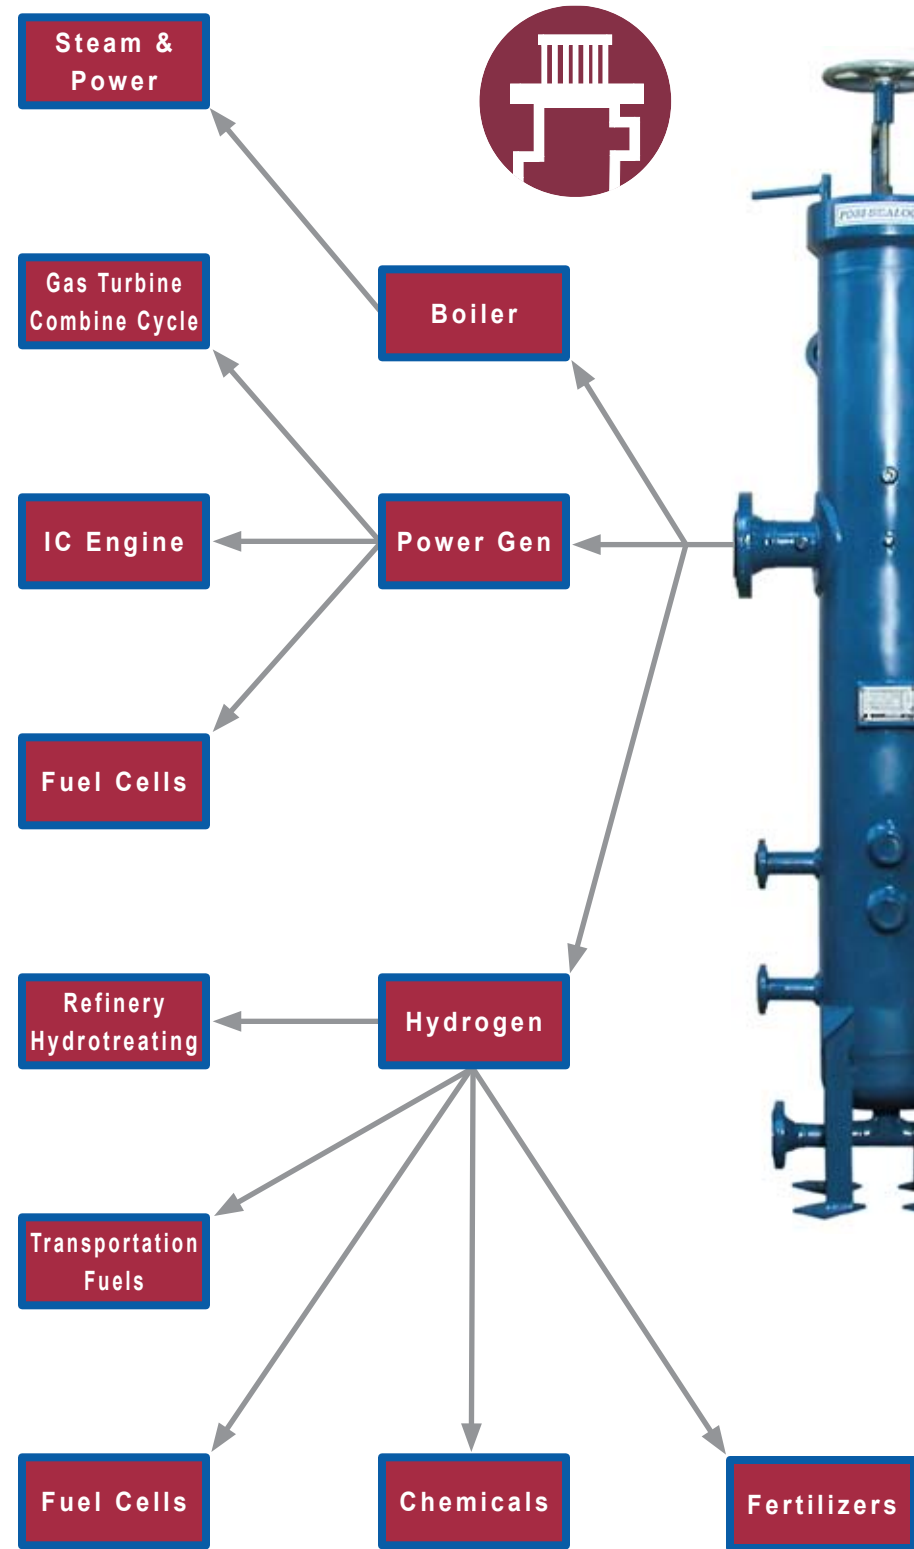 Steam &
Power
Gas Turbine
Combine Cycle
Boiler
IC Engine
Power Gen
Fuel Cells
Refinery
Hydrotreating
Hydrogen
Transportation
Fuels
Fuel Cells
Chemicals
Fertilizers